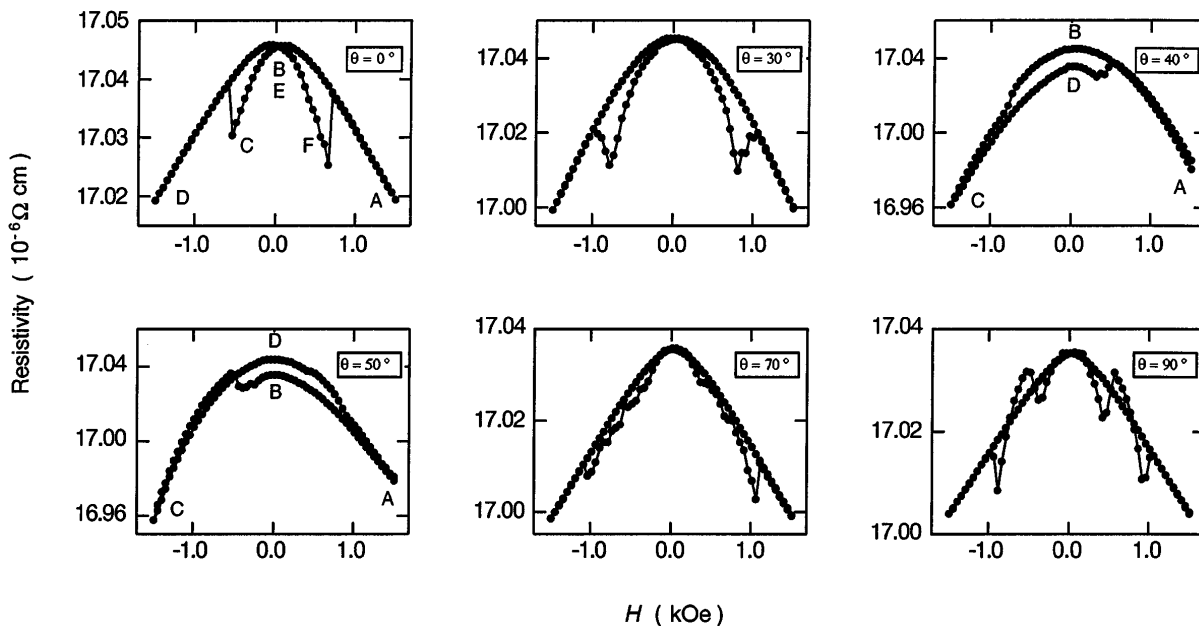 Resistivity ( 10⁻⁶Ω cm)
17.05
17.04
17.03
17.02
-1.0 0.0 1.0
θ = 0°
B
E
C
F
D
A
17.04
17.02
17.00
-1.0 0.0 1.0
θ = 30°
17.04
17.00
16.96
-1.0 0.0 1.0
θ = 40°
B
D
C
A
17.04
17.00
16.96
-1.0 0.0 1.0
θ = 50°
D
B
C
A
17.04
17.02
17.00
-1.0 0.0 1.0
θ = 70°
17.04
17.02
17.00
-1.0 0.0 1.0
θ = 90°
H ( kOe)